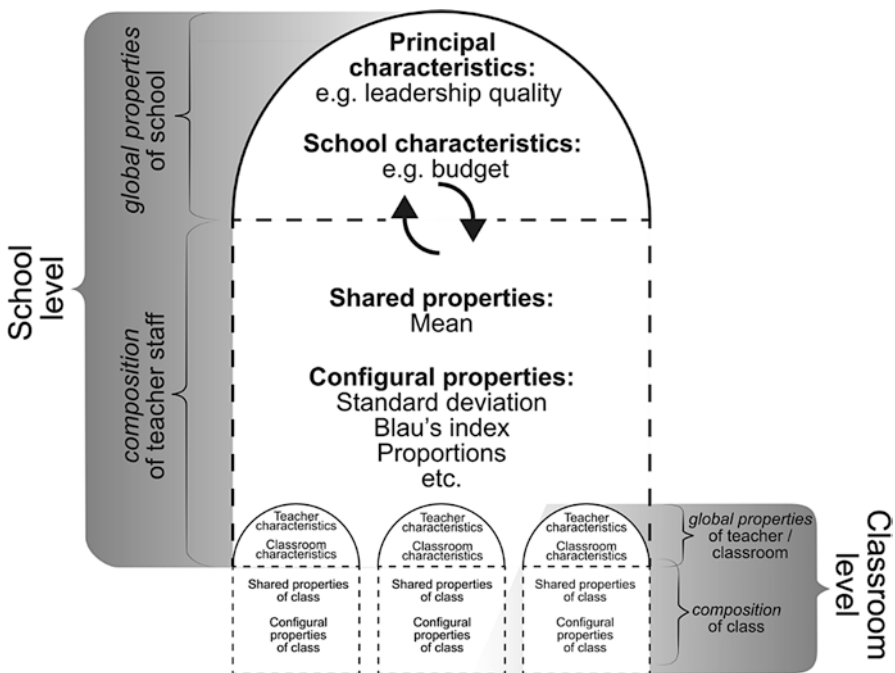 School
level
global properties
of school
composition
of teacher staff
Principal
characteristics:
e.g. leadership quality
School characteristics:
e.g. budget
Shared properties:
Mean
Configural properties:
Standard deviation
Blau's index
Proportions
etc.
Teacher
characteristics
Classroom
characteristics
Shared properties
of class
Configural
properties
of class
Teacher
characteristics
Classroom
characteristics
Shared properties
of class
Configural
properties
of class
Teacher
characteristics
Classroom
characteristics
Shared properties
of class
Configural
properties
of class
global properties
of teacher /
classroom
composition
of class
Classroom
level